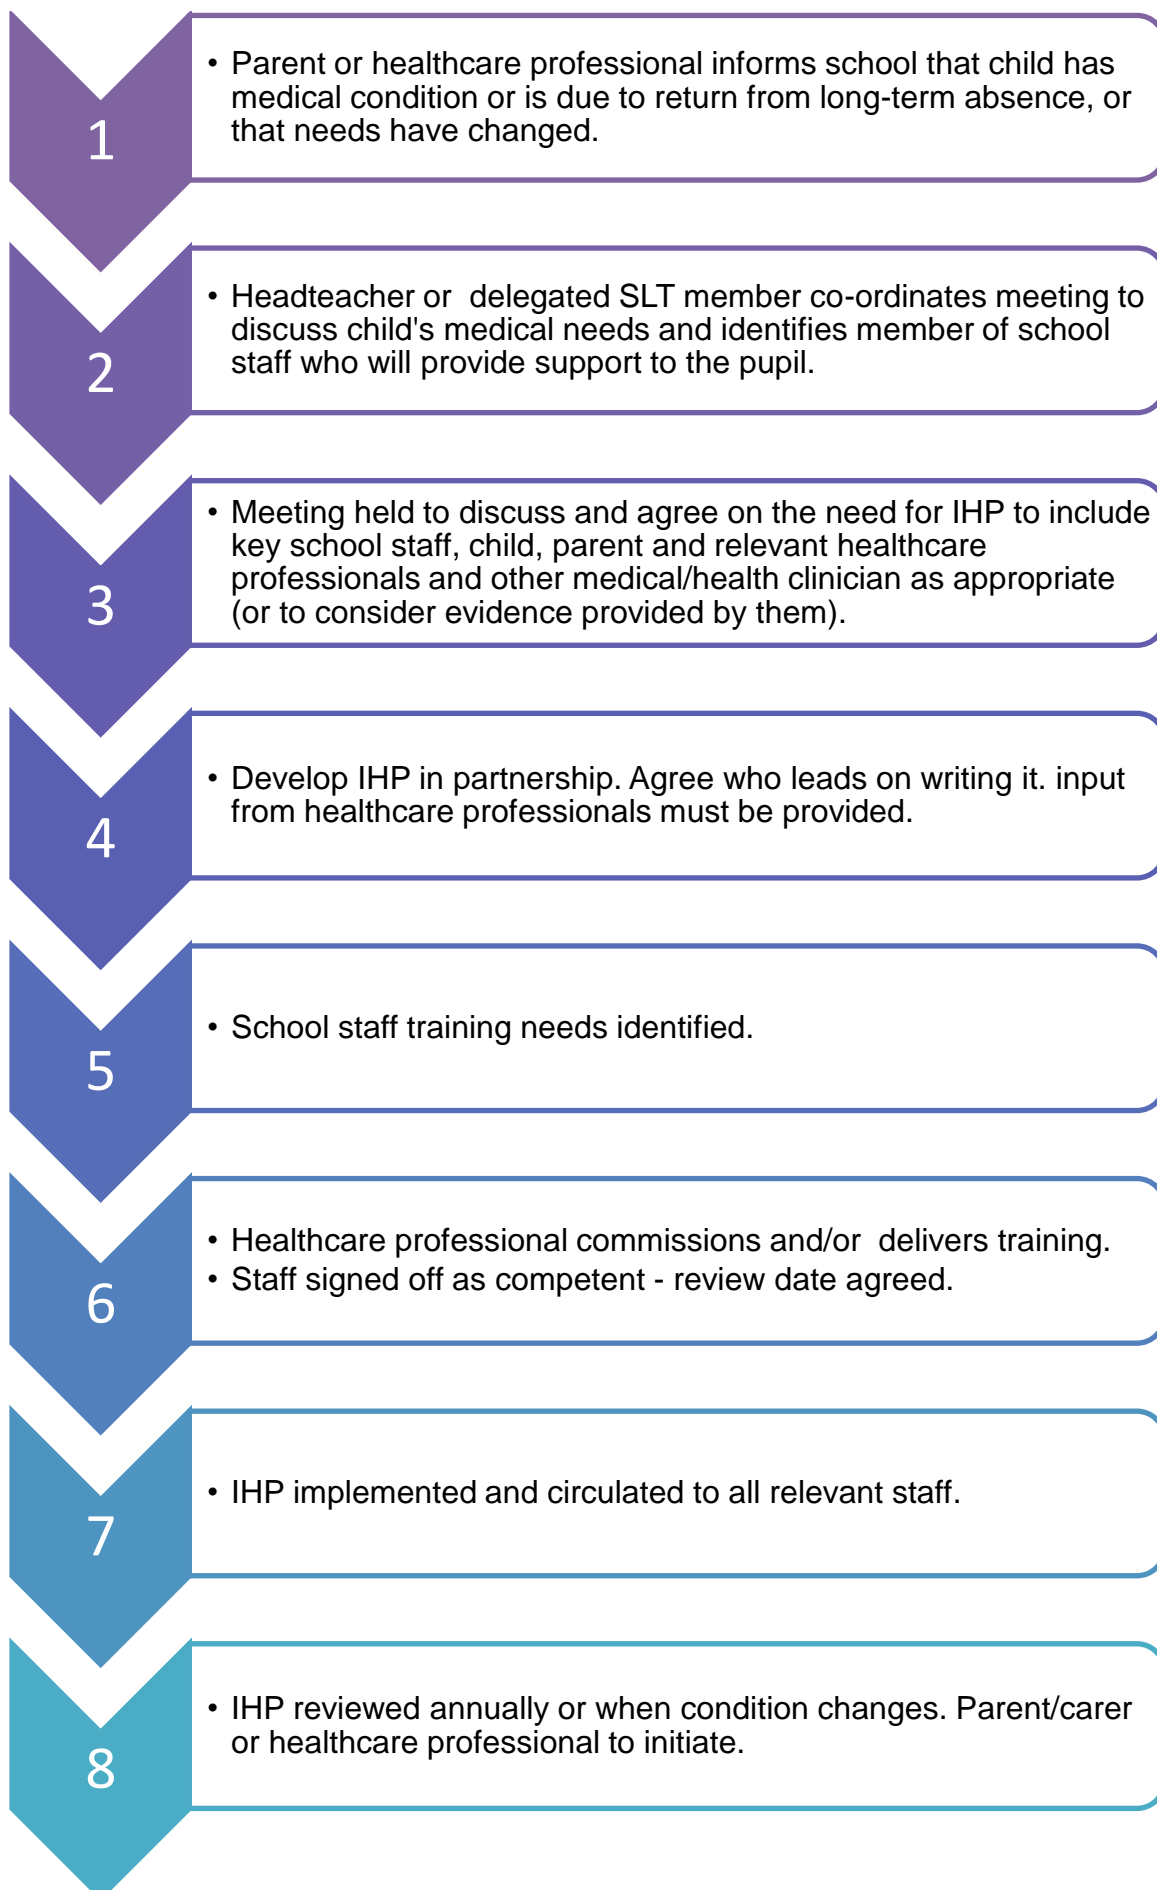 1
• Parent or healthcare professional informs school that child has
medical condition or is due to return from long-term absence, or
that needs have changed.
2
• Headteacher or  delegated SLT member co-ordinates meeting to
discuss child's medical needs and identifies member of school
staff who will provide support to the pupil.
3
• Meeting held to discuss and agree on the need for IHP to include
key school staff, child, parent and relevant healthcare
professionals and other medical/health clinician as appropriate
(or to consider evidence provided by them).
4
• Develop IHP in partnership. Agree who leads on writing it. input
from healthcare professionals must be provided.
5
• School staff training needs identified.
6
• Healthcare professional commissions and/or  delivers training.
• Staff signed off as competent - review date agreed.
7
• IHP implemented and circulated to all relevant staff.
8
• IHP reviewed annually or when condition changes. Parent/carer
or healthcare professional to initiate.